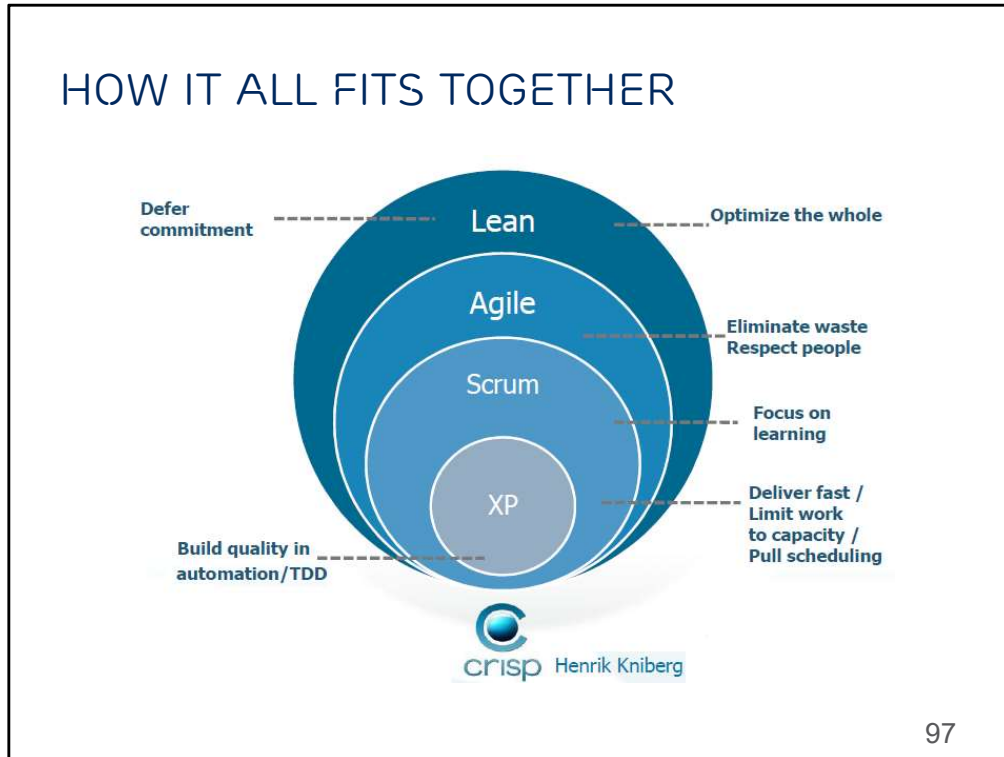 HOW IT ALL FITS TOGETHER
Defer
commitment
Lean
Optimize the whole
Agile
Eliminate waste
Respect people
Scrum
Focus on
learning
XP
Deliver fast /
Limit work
to capacity /
Pull scheduling
Build quality in
automation/TDD
crisp Henrik Kniberg
97